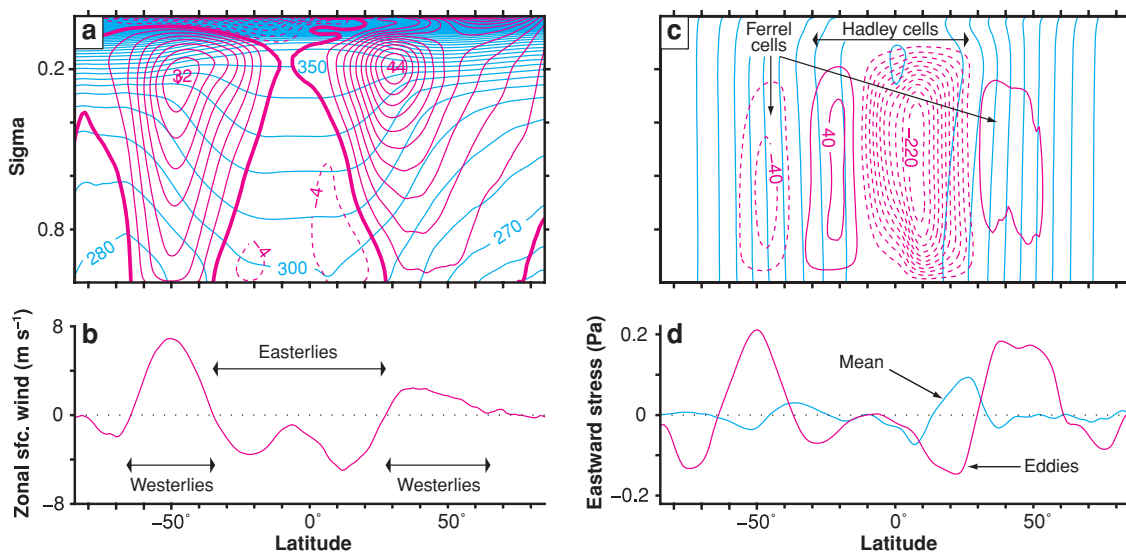 a
Sigma
0.2
0.8
32
44
350
300
280
270
−4
−4
c
Ferrel
cells
Hadley cells
−40
−40
−220
b
Zonal sfc. wind (m s⁻¹)
8
0
−8
Easterlies
Westerlies
Westerlies
−50°
0°
50°
Latitude
d
Eastward stress (Pa)
0.2
0
−0.2
Mean
Eddies
−50°
0°
50°
Latitude